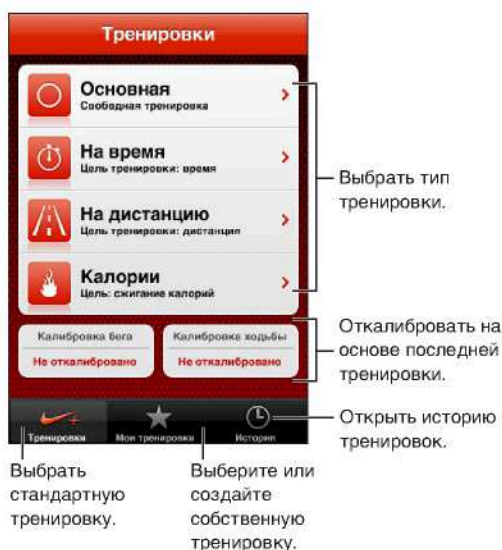 Тренировки
Основная
Свободная тренировка
На время
Цель тренировки: время
На дистанцию
Цель тренировки: дистанция
Калории
Цель: сжигание калорий
Выбрать тип
тренировки.
Калибровка бега
Не откалибровано
Калибровка ходьбы
Не откалибровано
Откалибровать на
основе последней
тренировки.
Тренировки
Мои тренировки
История
Открыть историю
тренировок.
Выбрать
стандартную
тренировку.
Выберите или
создайте
собственную
тренировку.